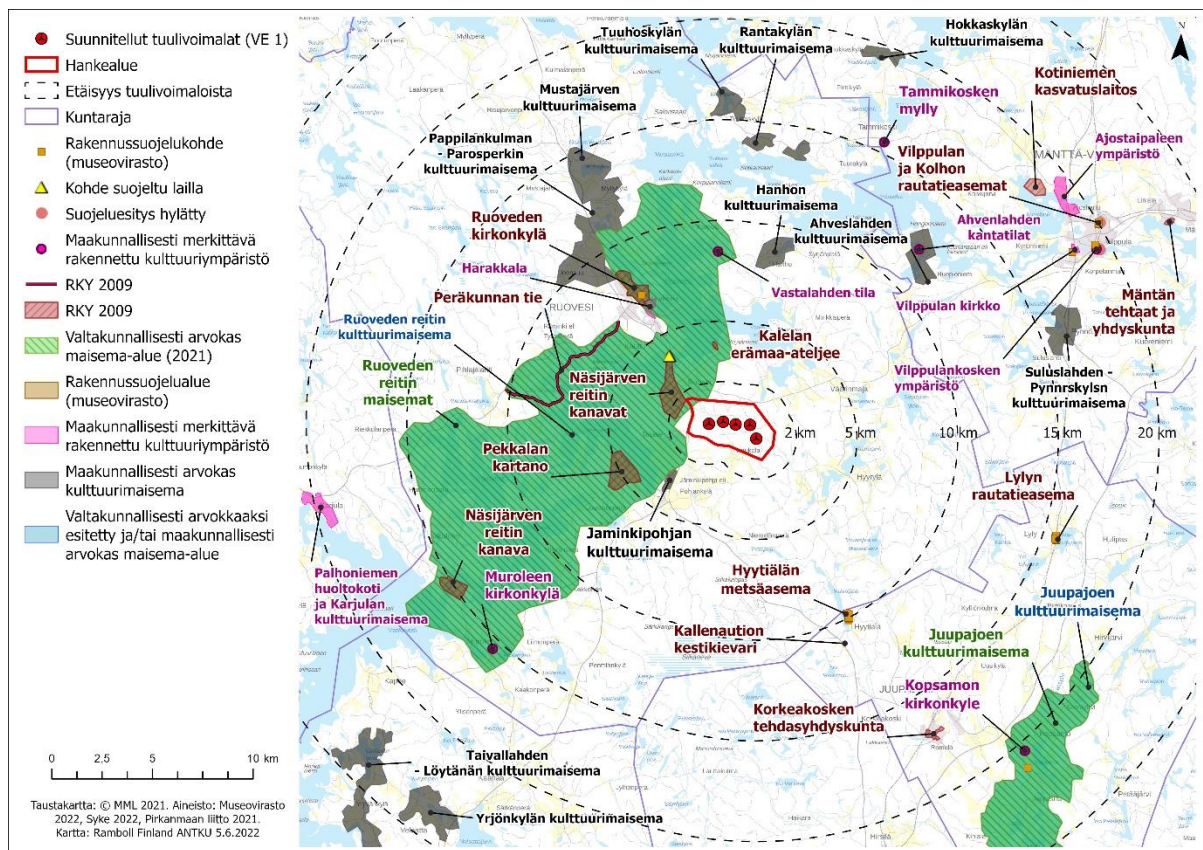 Suunnitellut tuulivoimalat (VE 1)
Hankealue
Etäisyys tuulivoimaloista
Kuntaraja
Rakennussuojelukohde
(museovirasto)
Kohde suojeltu lailla
Suojeluesitys hylätty
Maakunnallisesti merkittävä
rakennettu kulttuuriympäristö
RKY 2009
RKY 2009
Valtakunnallisesti arvokas
maisema-alue (2021)
Rakennussuojelualue
(museovirasto)
Maakunnallisesti merkittävä
rakennettu kulttuuriympäristö
Maakunnallisesti arvokas
kulttuurimaisema
Valtakunnallisesti arvokkaaksi
esitetty ja/tai maakunnallisesti
arvokas maisema-alue
0 2.5 5 10 km
Taustakartta: © MML 2021. Aineisto: Museovirasto
2022, Syke 2022, Pirkanmaan liitto 2021.
Kartta: Ramboll Finland ANTKU 5.6.2022
Tuuhoskylän
kulttuurimaisema
Rantakylän
kulttuurimaisema
Hokkaskylän
kulttuurimaisema
Mustajärven
kulttuurimaisema
Tammikosken
mylly
Kotiniemen
kasvatuslaitos
Pappilankulman
- Parosperkin
kulttuurimaisema
Vilppulan
ja Kolhon
rautatieasemat
MÄNTTÄ-V
Ajostaipaleen
ympäristö
Hanhon
kulttuurimaisema
Ruoveden
kirkonkylä
Ahveslahden
kulttuurimaisema
Ahvenlahden
kantatilat
Harakkala
Vastalahden tila
Vilppulan kirkko
Mäntän
tehtaat ja
yhdyskunta
Peräkunnan tie
RUOVESI
Ruoveden reitin
kulttuurimaisema
Kalelan
erämaa-ateljee
Vilppulankosken
ympäristö
Suluslahden -
Pynnrskylsn
kulttuurimaisema
Ruoveden
reitin
maisemat
Näsijärven
reitin
kanavat
2 km
5 km
10 km
15 km
20 km
Pekkalan
kartano
Lylyn
rautatieasema
Näsijärven
reitin
kanava
Jaminkipohjan
kulttuurimaisema
Palhoniemen
huoltokoti
ja Karjulan
kulttuurimaisema
Muroleen
kirkonkylä
Hyytiälän
metsäasema
Hyytiälä
Juupajoen
kulttuurimaisema
Kallenaution
kestikievari
Juupajoen
kulttuurimaisema
Kopsamon
kirkonkyle
Korkeakosken
tehdasyhdyskunta
Taivallahden
- Löytänän kulttuurimaisema
Yrjönkylän kulttuurimaisema